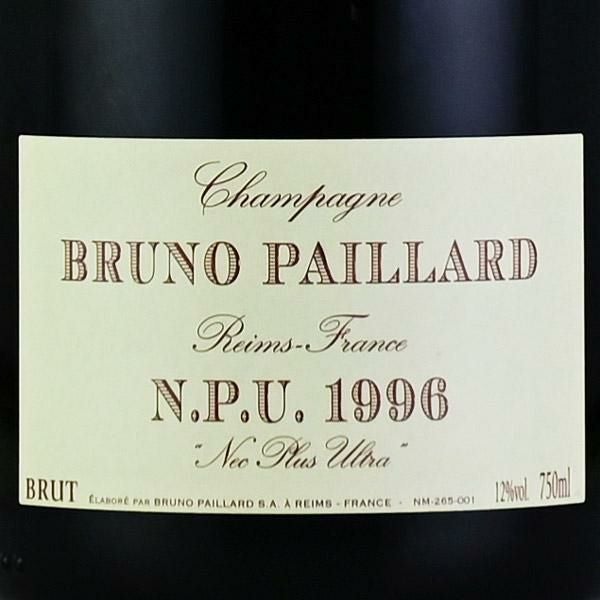 Champagne
BRUNO PAILLARD
Reims-France
N.P.U. 1996
"Nec Plus Ultra"
BRUT ÉLABORÉ PAR BRUNO PAILLARD S.A. À REIMS - FRANCE - NM-265-001 12%vol. 750ml